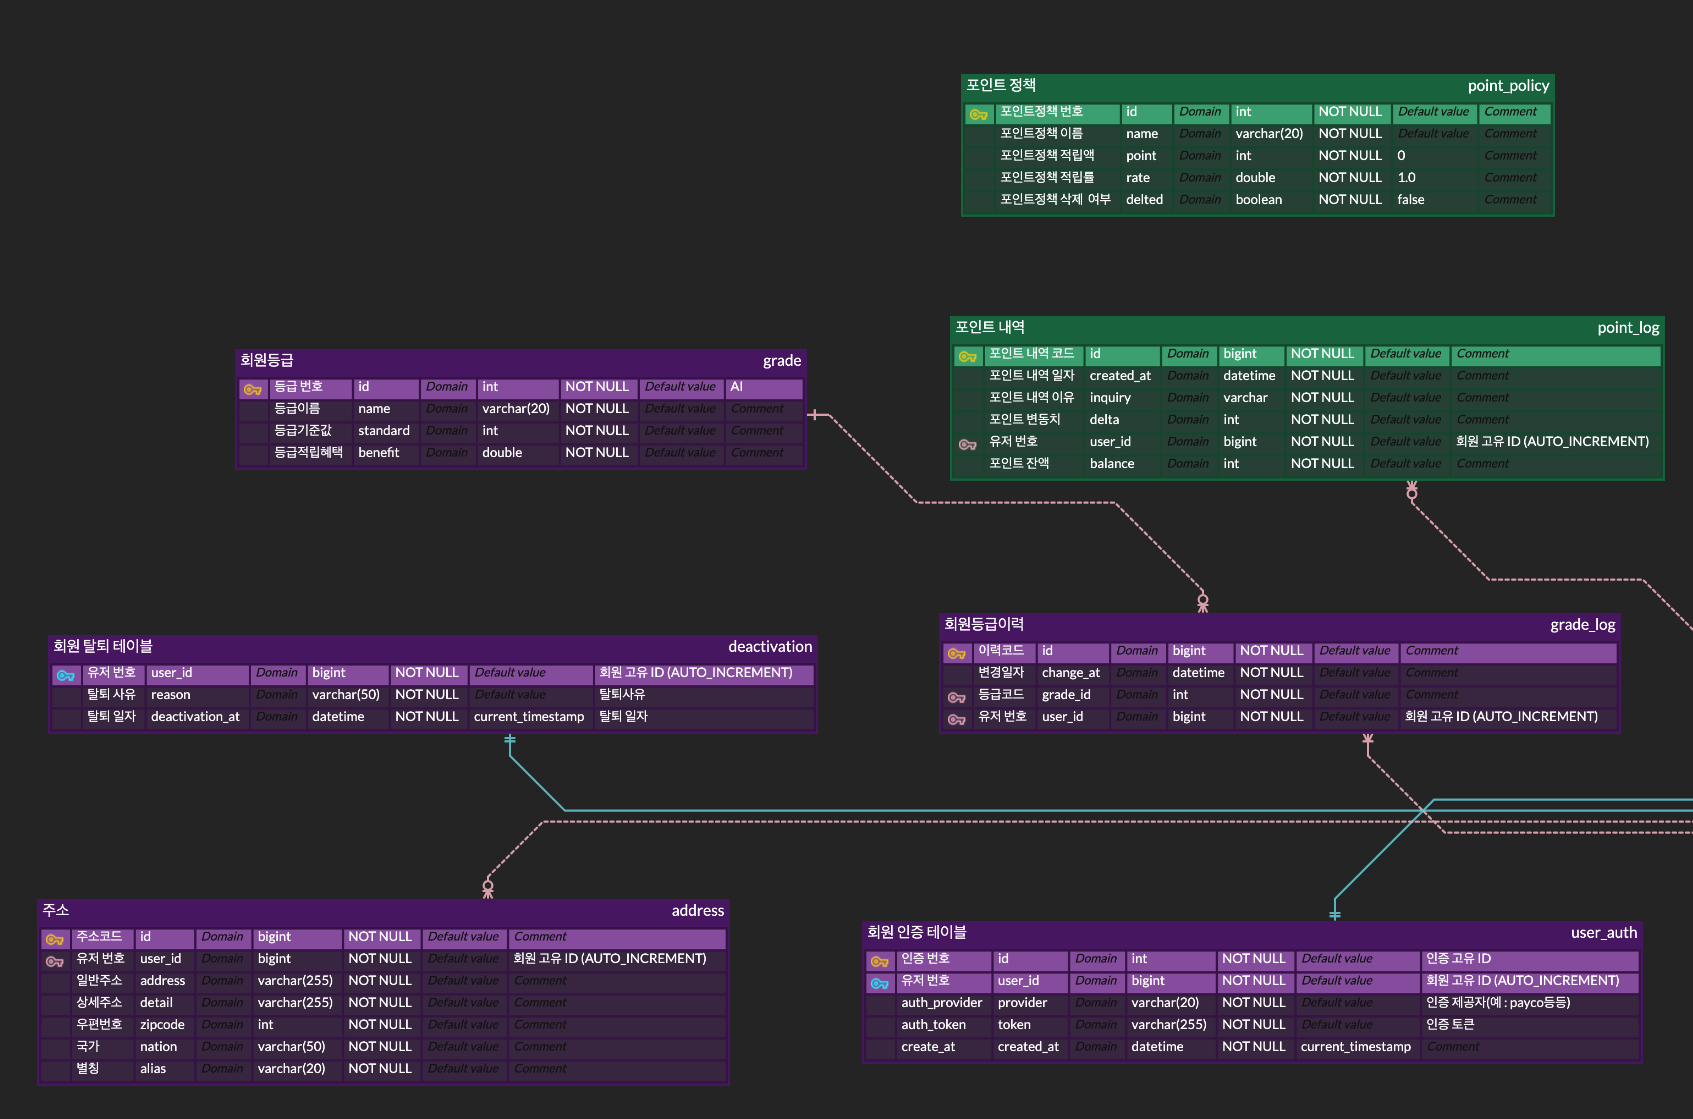 포인트 정책 point_policy
포인트정책 번호 id Domain int NOT NULL Default value Comment
포인트정책 이름 name Domain varchar(20) NOT NULL Default value Comment
포인트정책 적립액 point Domain int NOT NULL 0 Comment
포인트정책 적립률 rate Domain double NOT NULL 1.0 Comment
포인트정책 삭제 여부 delted Domain boolean NOT NULL false Comment
포인트 내역 point_log
포인트 내역 코드 id Domain bigint NOT NULL Default value Comment
포인트 내역 일자 created_at Domain datetime NOT NULL Default value Comment
포인트 내역 이유 inquiry Domain varchar NOT NULL Default value Comment
포인트 변동치 delta Domain int NOT NULL Default value Comment
유저 번호 user_id Domain bigint NOT NULL Default value 회원 고유 ID (AUTO_INCREMENT)
포인트 잔액 balance Domain int NOT NULL Default value Comment
회원등급 grade
등급 번호 id Domain int NOT NULL Default value AI
등급이름 name Domain varchar(20) NOT NULL Default value Comment
등급기준값 standard Domain int NOT NULL Default value Comment
등급적립혜택 benefit Domain double NOT NULL Default value Comment
회원 탈퇴 테이블 deactivation
유저 번호 user_id Domain bigint NOT NULL Default value 회원 고유 ID (AUTO_INCREMENT)
탈퇴 사유 reason Domain varchar(50) NOT NULL Default value 탈퇴사유
탈퇴 일자 deactivation_at Domain datetime NOT NULL current_timestamp 탈퇴 일자
회원등급이력 grade_log
이력코드 id Domain bigint NOT NULL Default value Comment
변경일자 change_at Domain datetime NOT NULL Default value Comment
등급코드 grade_id Domain int NOT NULL Default value Comment
유저 번호 user_id Domain bigint NOT NULL Default value 회원 고유 ID (AUTO_INCREMENT)
주소 address
주소코드 id Domain bigint NOT NULL Default value Comment
유저 번호 user_id Domain bigint NOT NULL Default value 회원 고유 ID (AUTO_INCREMENT)
일반주소 address Domain varchar(255) NOT NULL Default value Comment
상세주소 detail Domain varchar(255) NOT NULL Default value Comment
우편번호 zipcode Domain int NOT NULL Default value Comment
국가 nation Domain varchar(50) NOT NULL Default value Comment
별칭 alias Domain varchar(20) NOT NULL Default value Comment
회원 인증 테이블 user_auth
인증 번호 id Domain int NOT NULL Default value 인증 고유 ID
유저 번호 user_id Domain bigint NOT NULL Default value 회원 고유 ID (AUTO_INCREMENT)
auth_provider provider Domain varchar(20) NOT NULL Default value 인증 제공자(예 : payco등등)
auth_token token Domain varchar(255) NOT NULL Default value 인증 토큰
create_at created_at Domain datetime NOT NULL current_timestamp Comment